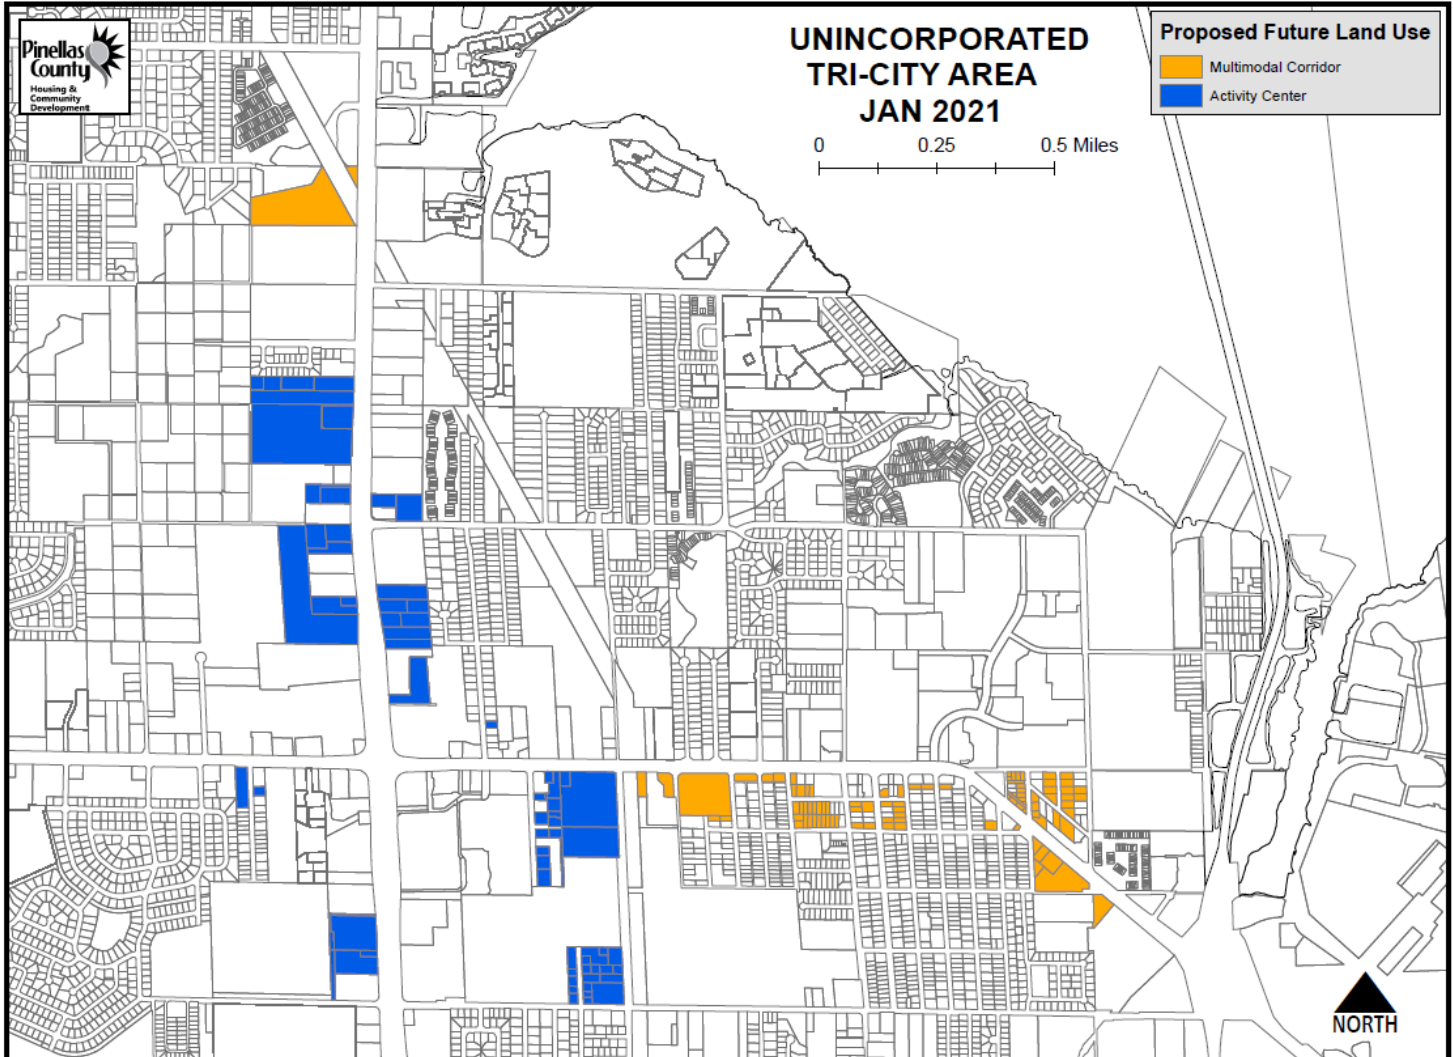 Pinellas
County
Housing &
Community
Development
UNINCORPORATED
TRI-CITY AREA
JAN 2021
0 0.25 0.5 Miles
Proposed Future Land Use
Multimodal Corridor
Activity Center
NORTH